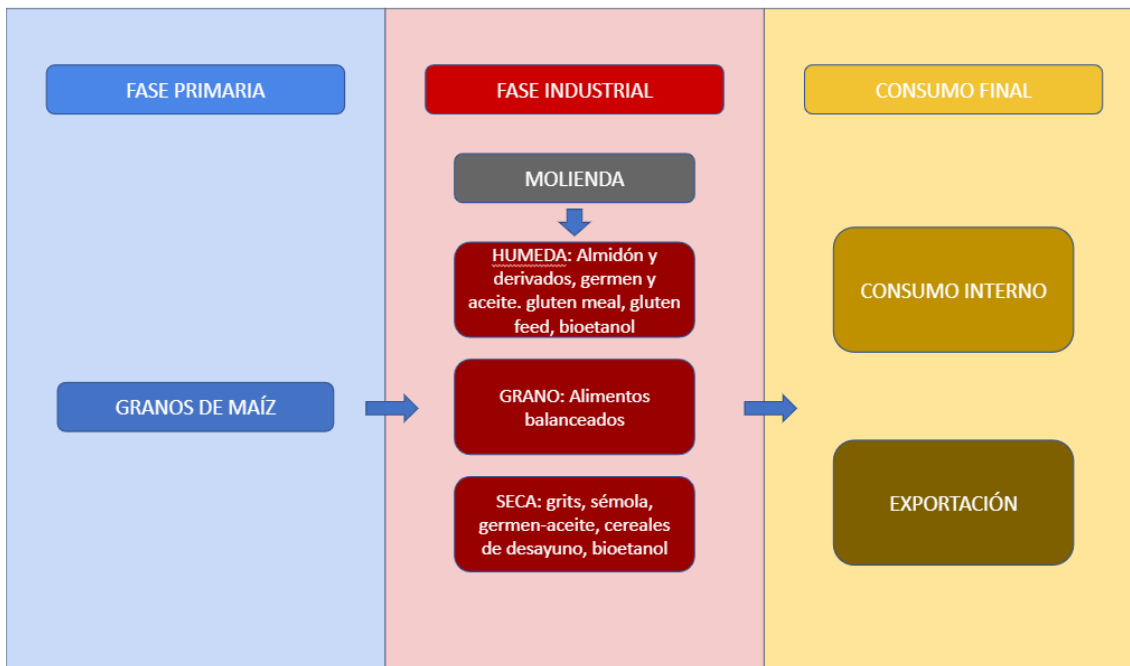 FASE PRIMARIA
GRANOS DE MAÍZ
FASE INDUSTRIAL
MOLIENDA
HUMEDA: Almidón y
derivados, germen y
aceite. gluten meal, gluten
feed, bioetanol
GRANO: Alimentos
balanceados
SECA: grits, sémola,
germen-aceite, cereales
de desayuno, bioetanol
CONSUMO FINAL
CONSUMO INTERNO
EXPORTACIÓN